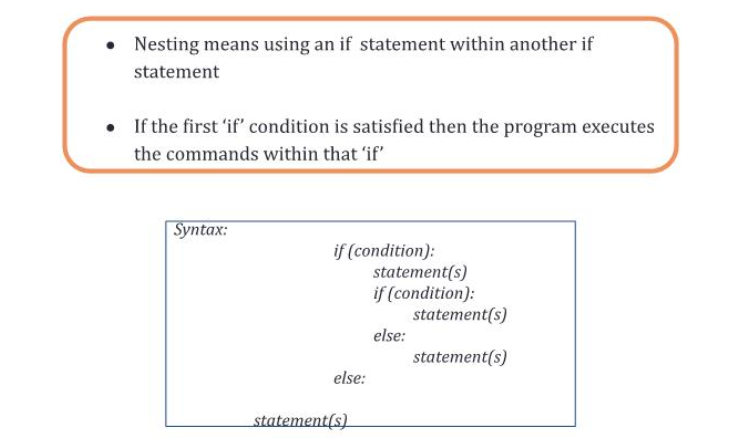 • Nesting means using an if statement within another if
statement
• If the first ‘if’ condition is satisfied then the program executes
the commands within that ‘if’
Syntax:
if (condition):
statement(s)
if (condition):
statement(s)
else:
statement(s)
else:
statement(s)